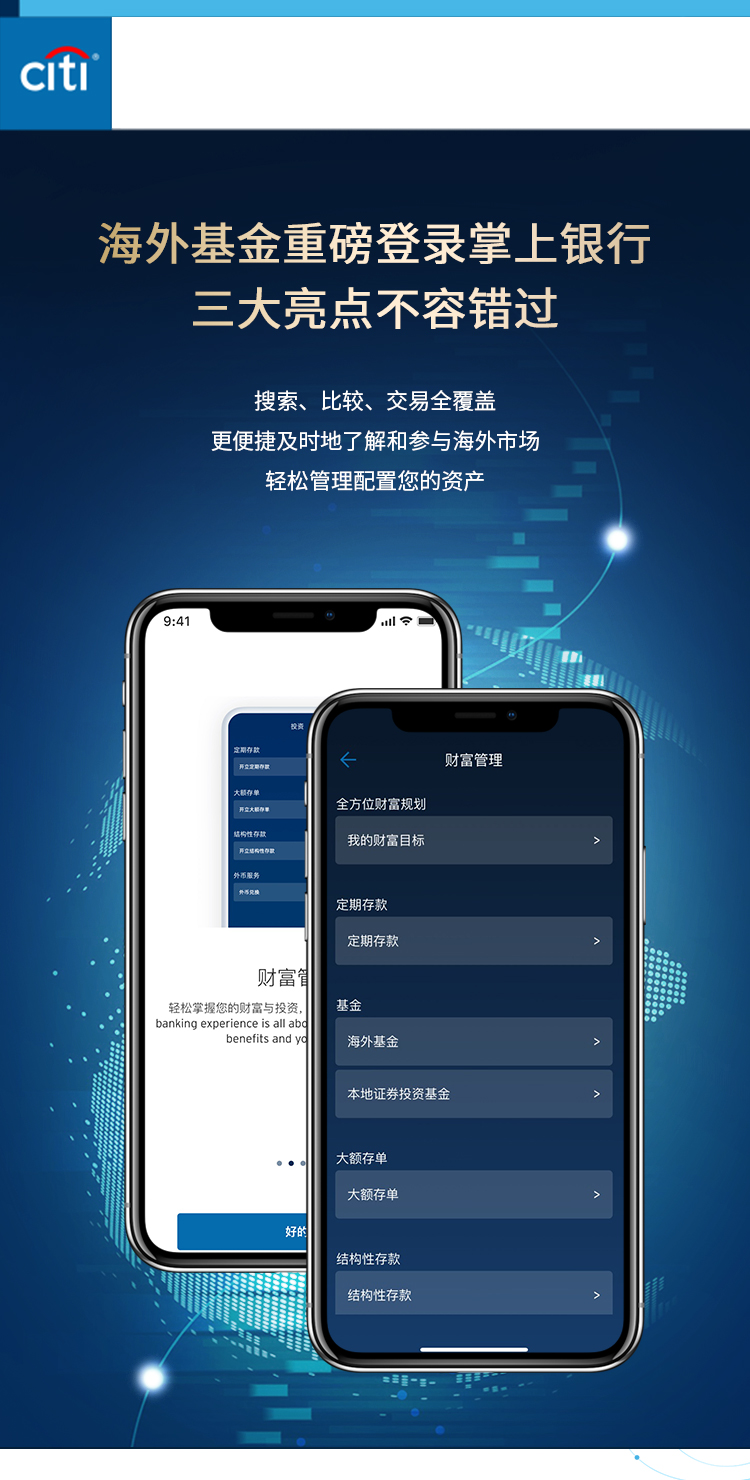 citi®
海外基金重磅登录掌上银行
三大亮点不容错过
搜索、比较、交易全覆盖
更便捷及时地了解和参与海外市场
轻松管理配置您的资产
9:41
投资
定期存款
开立定期存款
大额存单
开立大额存单
结构性存款
开立结构性存款
外币服务
外币兑换
财富管
轻松掌握您的财富与投资，
banking experience is all abo
benefits and yo
好的
财富管理
全方位财富规划
我的财富目标 >
定期存款
定期存款 >
基金
海外基金 >
本地证券投资基金 >
大额存单
大额存单 >
结构性存款
结构性存款 >